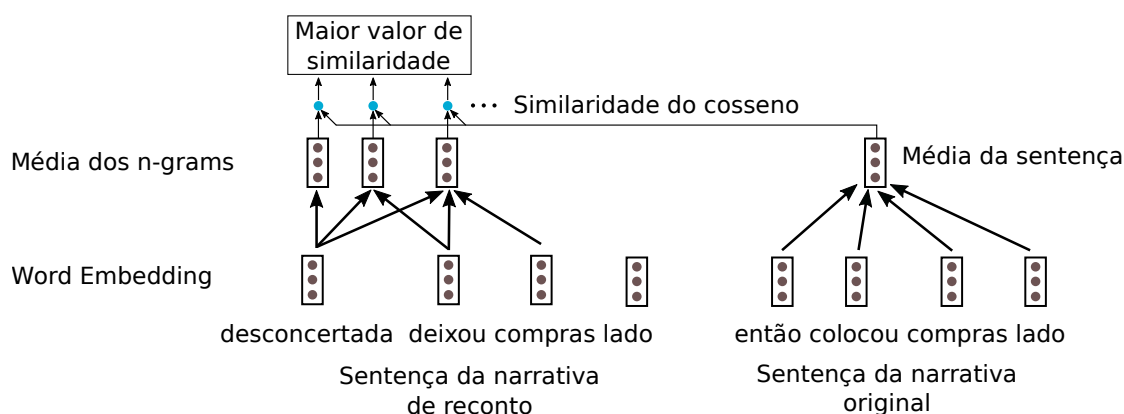 Maior valor de
similaridade
... Similaridade do cosseno
Média dos n-grams
Média da sentença
Word Embedding
desconcertada deixou compras lado
então colocou compras lado
Sentença da narrativa
de reconto
Sentença da narrativa
original